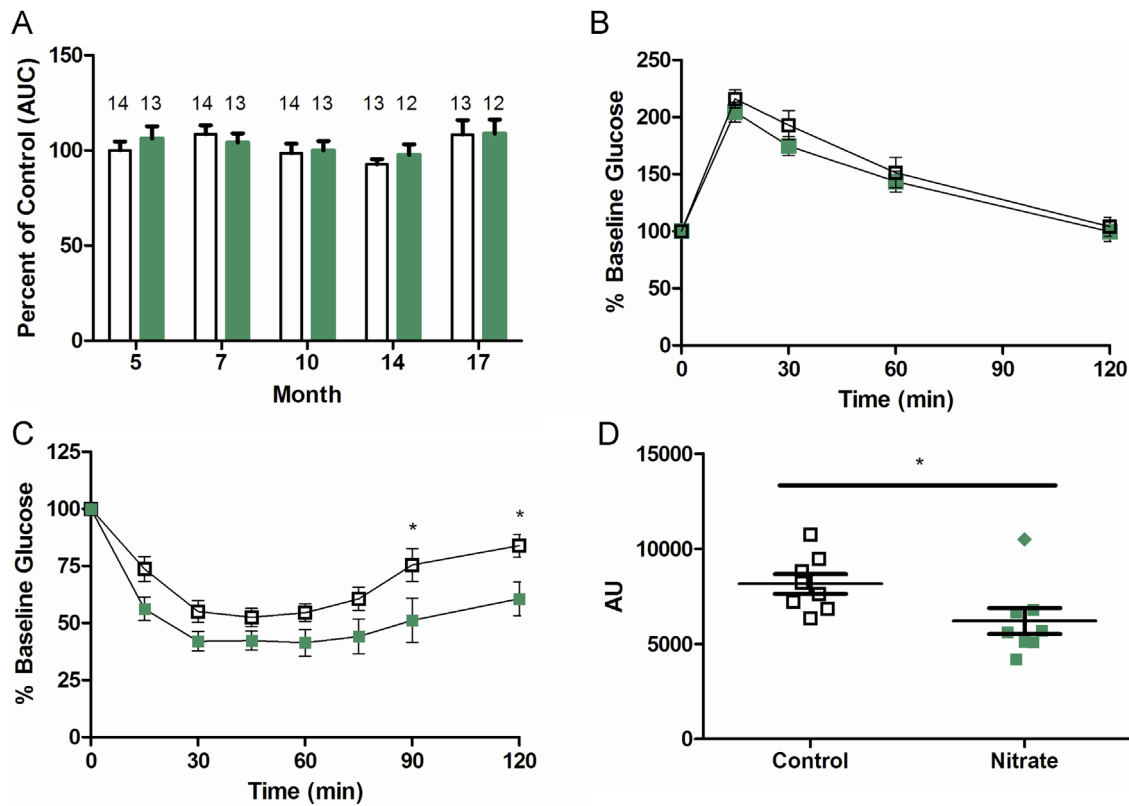 A
Percent of Control (AUC)
150
100
50
0
14 13 14 13 14 13 13 12 13 12
5 7 10 14 17
Month
B
% Baseline Glucose
250
200
150
100
50
0
0 30 60 90 120
Time (min)
C
% Baseline Glucose
125
100
75
50
25
0
* *
0 30 60 90 120
Time (min)
D
AU
15000
10000
5000
0
*
Control Nitrate